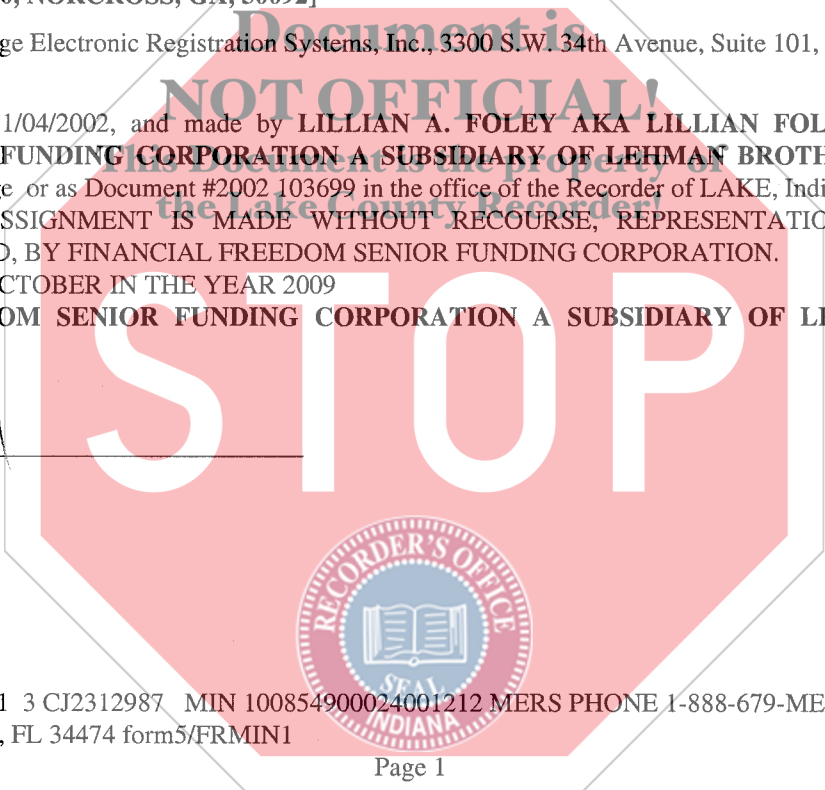 0, NORCROSS, GA, 30092]
Document is
ge Electronic Registration Systems, Inc., 3300 S.W. 34th Avenue, Suite 101,
NOT OFFICIAL!
1/04/2002, and made by LILLIAN A. FOLEY AKA LILLIAN FOL
FUNDING CORPORATION A SUBSIDIARY OF LEHMAN BROTH
This Document is the property of
ge or as Document #2002 103699 in the office of the Recorder of LAKE, Indi
the Lake County Recorder!
SSIGNMENT IS MADE WITHOUT RECOURSE, REPRESENTATIO
D, BY FINANCIAL FREEDOM SENIOR FUNDING CORPORATION.
CTOBER IN THE YEAR 2009
OM SENIOR FUNDING CORPORATION A SUBSIDIARY OF LE
STOP
RECORDER'S OFFICE
SEAL
INDIANA
1 3 CJ2312987 MIN 100854900024001212 MERS PHONE 1-888-679-ME
, FL 34474 form5/FRMIN1
Page 1